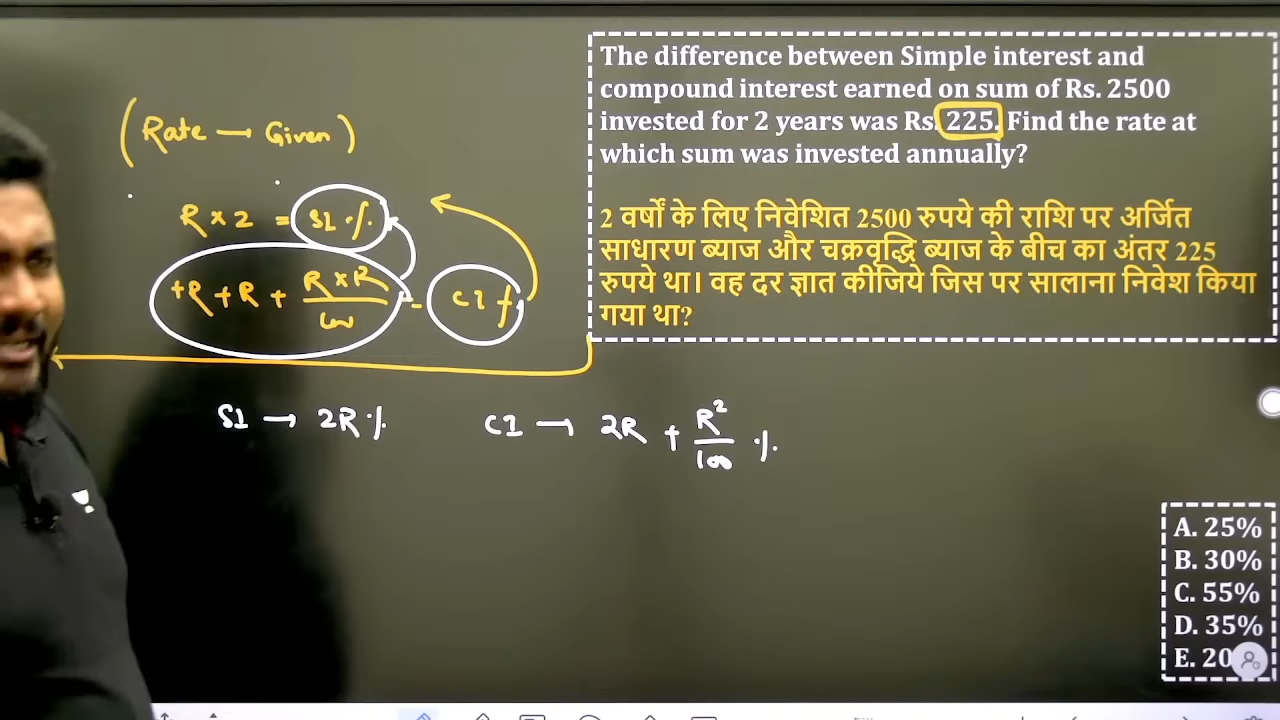 (Rate → Given)
R × 2 = SI %
+R + R + R × R / 100 = CI %
SI → 2R %
CI → 2R + R² / 100 %
The difference between Simple interest and
compound interest earned on sum of Rs. 2500
invested for 2 years was Rs. 225. Find the rate at
which sum was invested annually?
2 वर्षों के लिए निवेशित 2500 रुपये की राशि पर अर्जित
साधारण ब्याज और चक्रवृद्धि ब्याज के बीच का अंतर 225
रुपये था। वह दर ज्ञात कीजिये जिस पर सालाना निवेश किया
गया था?
A. 25%
B. 30%
C. 55%
D. 35%
E. 20